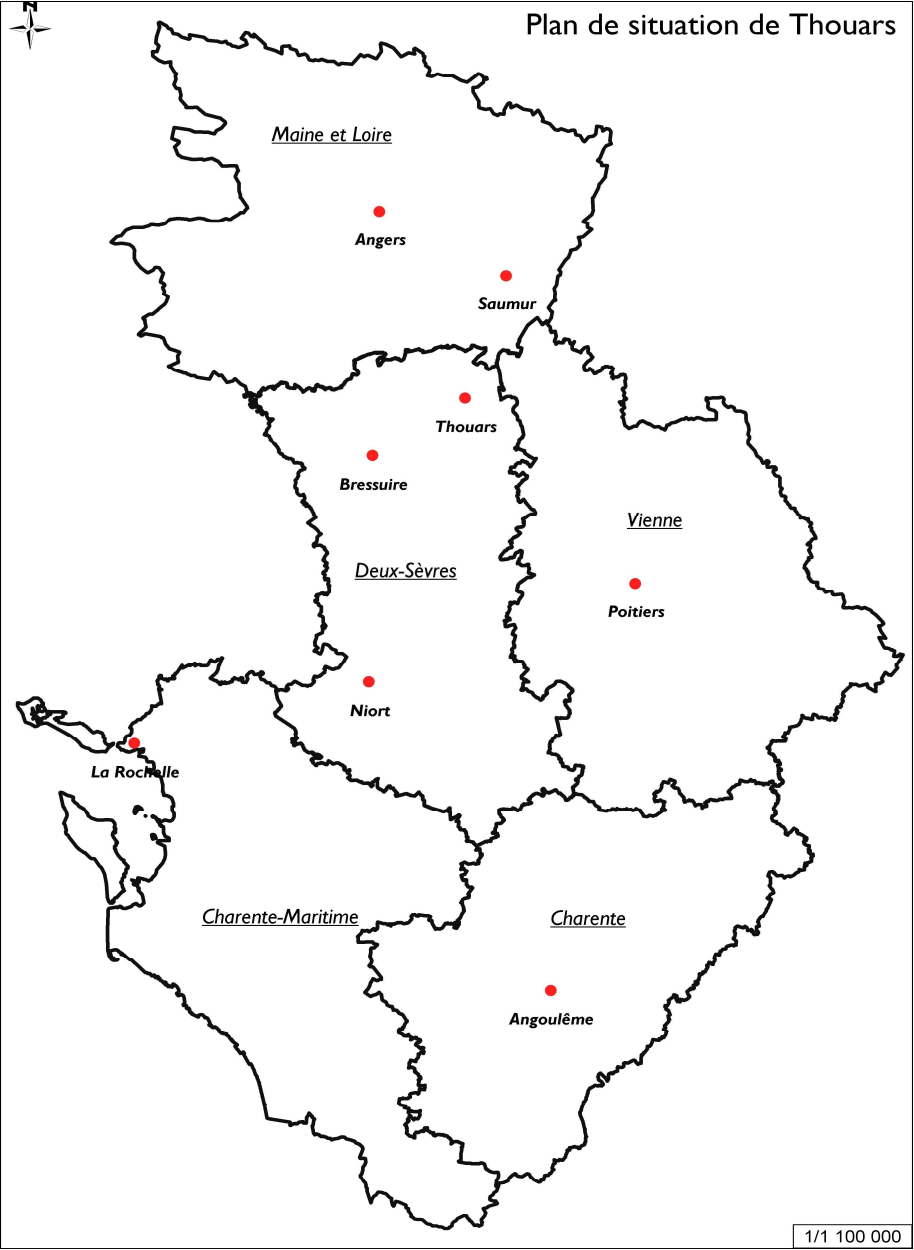 N
Plan de situation de Thouars
Maine et Loire
Angers
Saumur
Thouars
Bressuire
Vienne
Deux-Sèvres
Poitiers
Niort
La Rochelle
Charente-Maritime
Charente
Angoulême
1/1 100 000